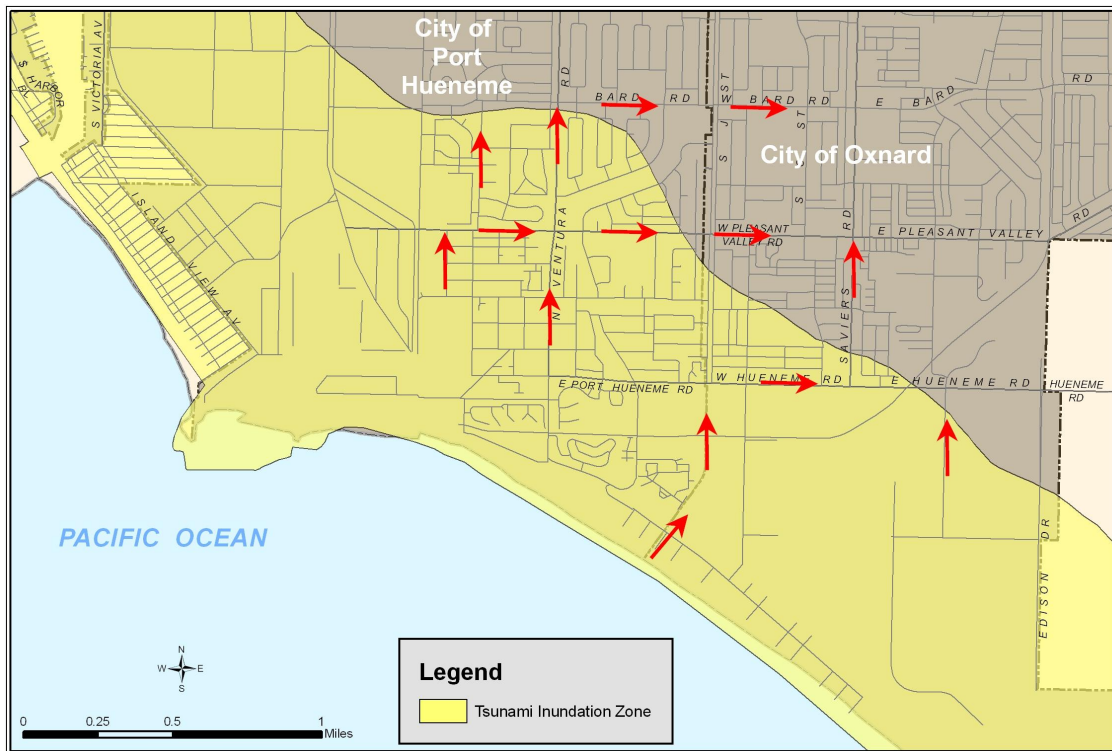 City of
Port
Hueneme
S VICTORIA AV
S HARBOR
BL
RD
BARD RD
S J ST
W BARD RD
E BARD
RD
City of Oxnard
ISLAND VIEW AV
N VENTURA
W PLEASANT
VALLEY RD
RD
E PLEASANT VALLEY
RD
SAVIERS
E PORT HUENEME RD
W HUENEME RD
E HUENEME RD
HUENEME
RD
PACIFIC OCEAN
EDISON DR
N
W E
S
Legend
Tsunami Inundation Zone
0 0.25 0.5 1
Miles